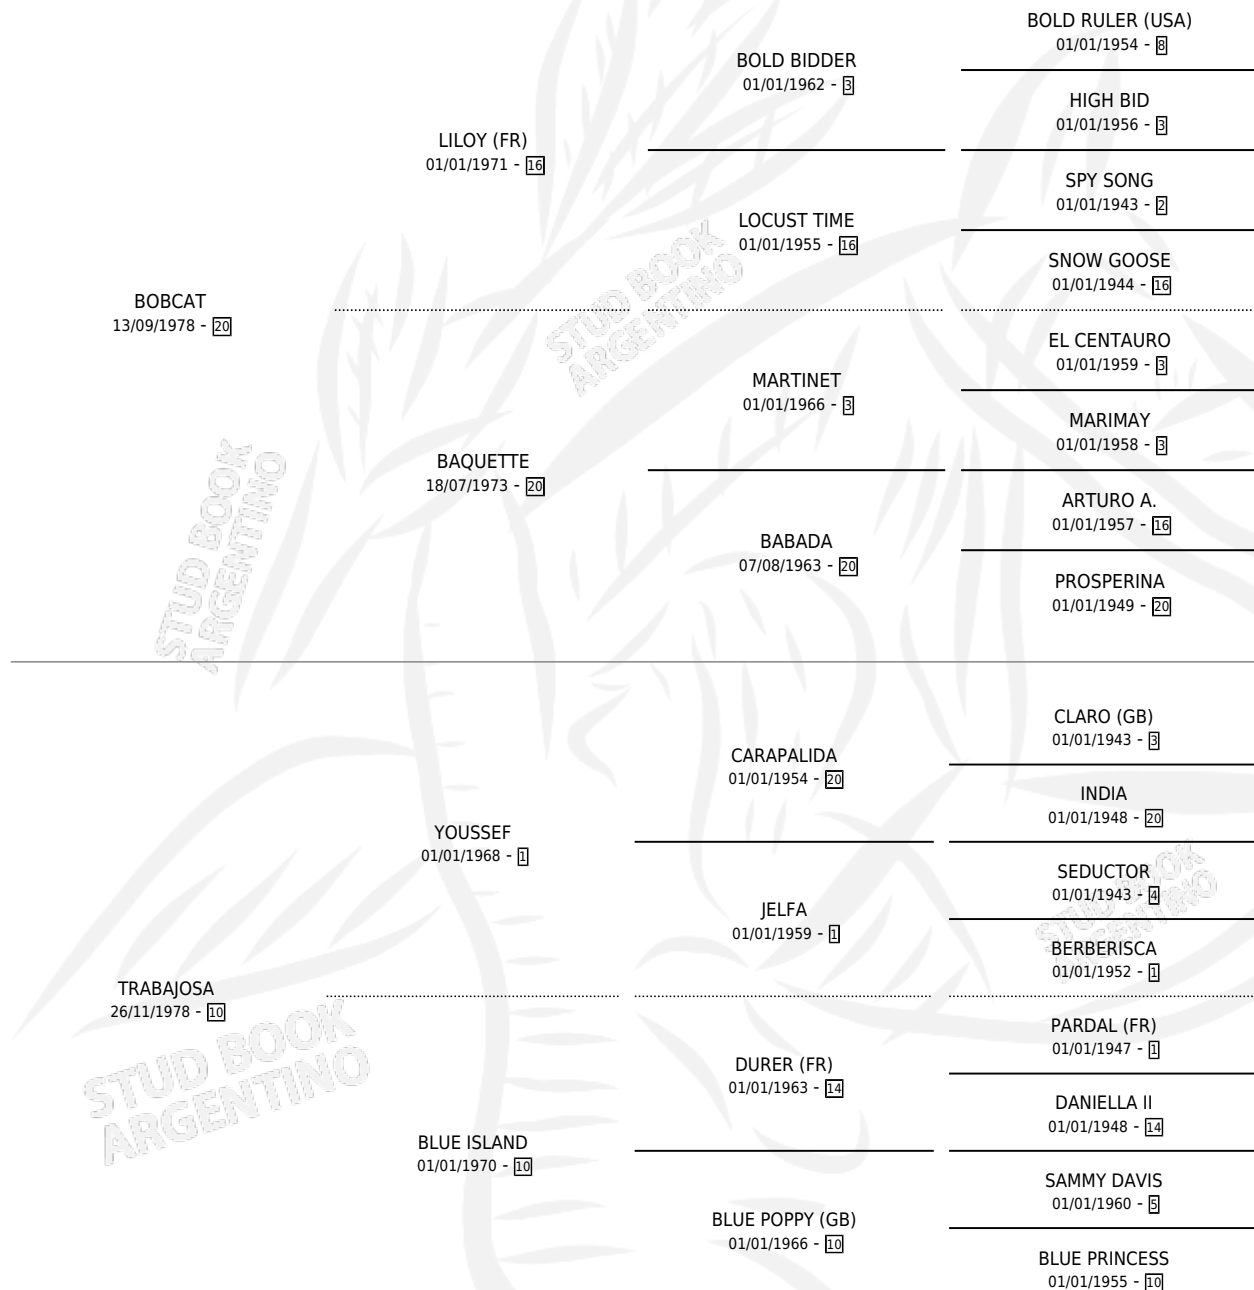 BOLD RULER (USA)
01/01/1954 - 8
BOLD BIDDER
01/01/1962 - 3
HIGH BID
01/01/1956 - 3
LILOY (FR)
01/01/1971 - 16
SPY SONG
01/01/1943 - 2
LOCUST TIME
01/01/1955 - 16
SNOW GOOSE
01/01/1944 - 16
BOBCAT
13/09/1978 - 20
EL CENTAURO
01/01/1959 - 3
MARTINET
01/01/1966 - 3
MARIMAY
01/01/1958 - 3
BAQUETTE
18/07/1973 - 20
ARTURO A.
01/01/1957 - 16
BABADA
07/08/1963 - 20
PROSPERINA
01/01/1949 - 20
CLARO (GB)
01/01/1943 - 3
CARAPALIDA
01/01/1954 - 20
INDIA
01/01/1948 - 20
YOUSSEF
01/01/1968 - 1
SEDUCTOR
01/01/1943 - 4
JELFA
01/01/1959 - 1
BERBERISCA
01/01/1952 - 1
TRABAJOSA
26/11/1978 - 10
PARDAL (FR)
01/01/1947 - 1
DURER (FR)
01/01/1963 - 14
DANIELLA II
01/01/1948 - 14
BLUE ISLAND
01/01/1970 - 10
SAMMY DAVIS
01/01/1960 - 5
BLUE POPPY (GB)
01/01/1966 - 10
BLUE PRINCESS
01/01/1955 - 10
STUD BOOK
ARGENTINO
STUD BOOK
ARGENTINO
STUD BOOK
ARGENTINO
STUD BOOK
ARGENTINO